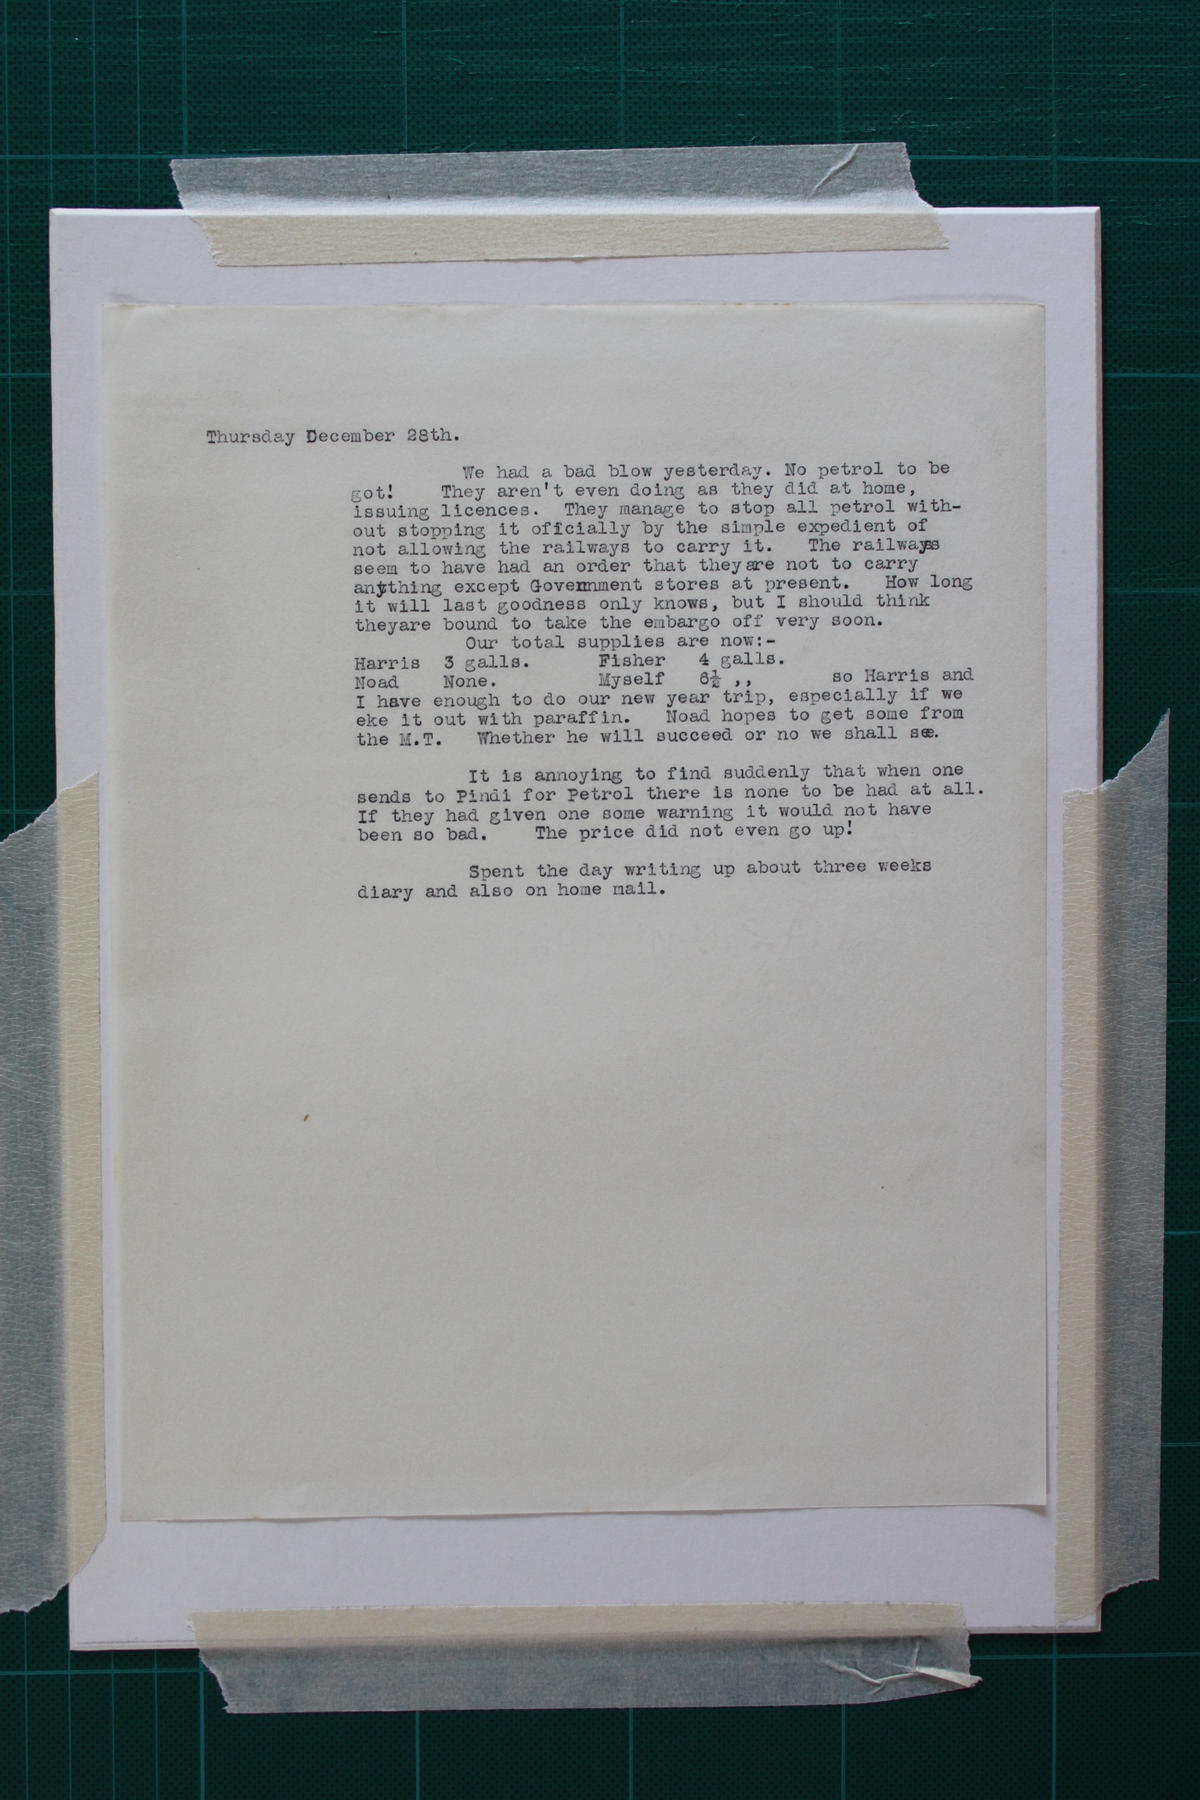 Thursday December 28th.
We had a bad blow yesterday. No petrol to be
got!    They aren't even doing as they did at home,
issuing licences.  They manage to stop all petrol with-
out stopping it officially by the simple expedient of
not allowing the railways to carry it.   The railways
seem to have had an order that theyare not to carry
anything except Government stores at present.   How long
it will last goodness only knows, but I should think
theyare bound to take the embargo off very soon.
Our total supplies are now:-
Harris  3 galls.      Fisher   4 galls.
Noad    None.         Myself   6½ ,,       so Harris and
I have enough to do our new year trip, especially if we
eke it out with paraffin.   Noad hopes to get some from
the M.T.   Whether he will succeed or no we shall see.
It is annoying to find suddenly that when one
sends to Pindi for Petrol there is none to be had at all.
If they had given one some warning it would not have
been so bad.    The price did not even go up!
Spent the day writing up about three weeks
diary and also on home mail.